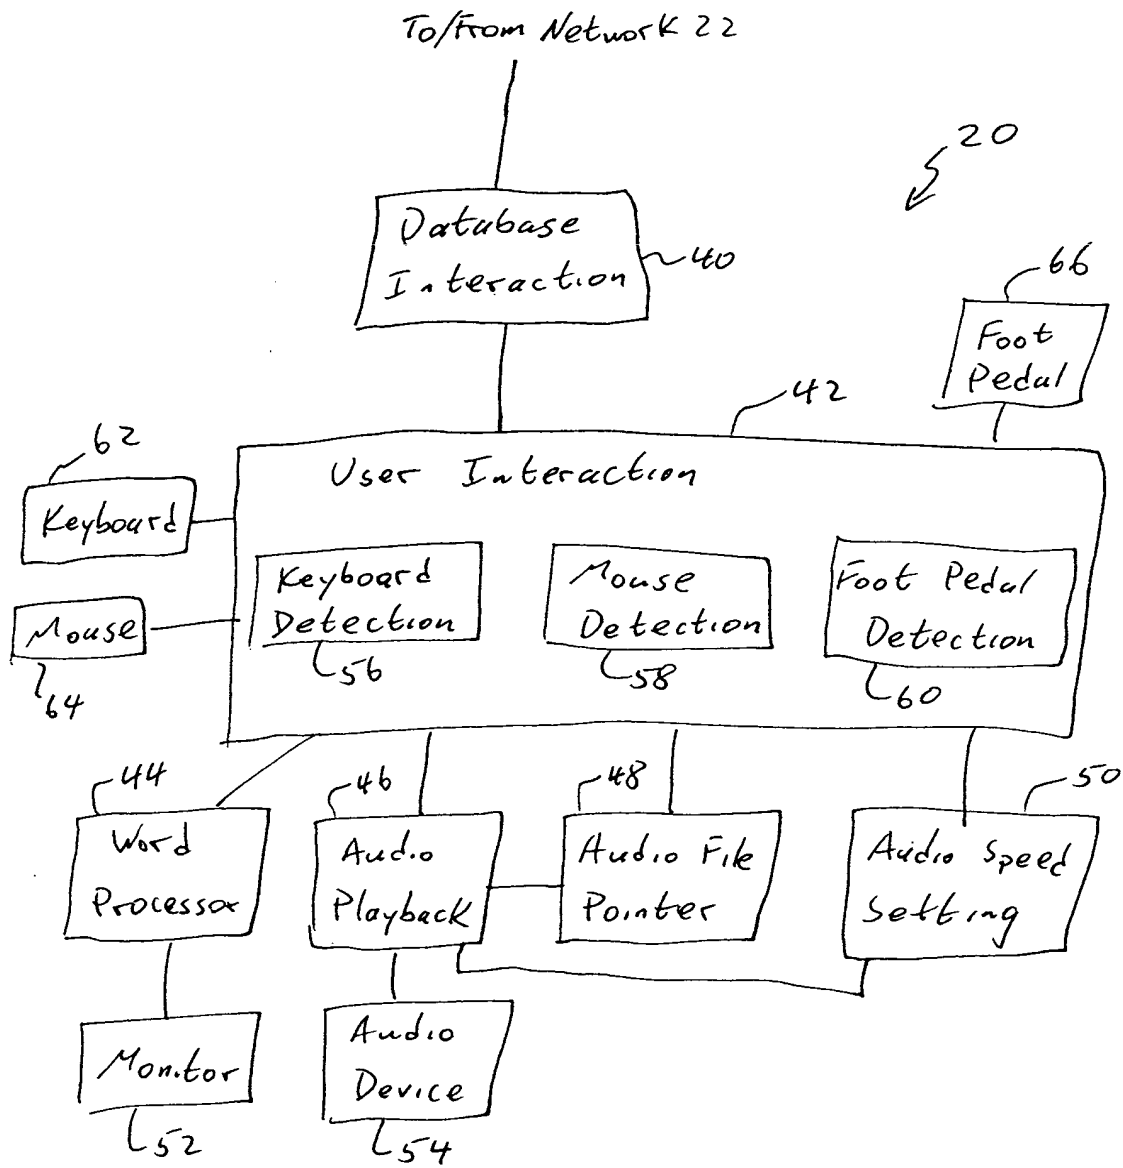 To/From Network 22
20
Database
Interaction
40
66
Foot
Pedal
42
62
Keyboard
User Interaction
Keyboard
Detection
56
Mouse
Detection
58
Foot Pedal
Detection
60
Mouse
64
44
Word
Processor
46
Audio
Playback
48
Audio File
Pointer
50
Audio Speed
Setting
Monitor
52
Audio
Device
54